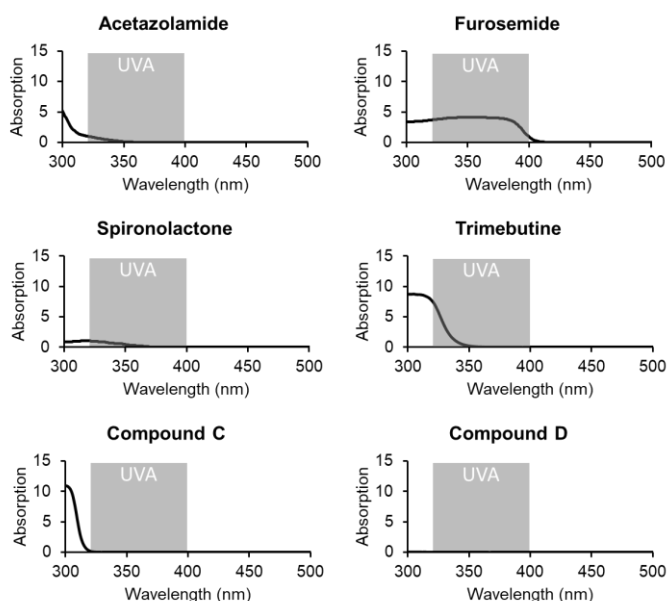 Acetazolamide
Absorption
15
10
5
0
UVA
300 350 400 450 500
Wavelength (nm)
Furosemide
Absorption
15
10
5
0
UVA
300 350 400 450 500
Wavelength (nm)
Spironolactone
Absorption
15
10
5
0
UVA
300 350 400 450 500
Wavelength (nm)
Trimebutine
Absorption
15
10
5
0
UVA
300 350 400 450 500
Wavelength (nm)
Compound C
Absorption
15
10
5
0
UVA
300 350 400 450 500
Wavelength (nm)
Compound D
Absorption
15
10
5
0
UVA
300 350 400 450 500
Wavelength (nm)